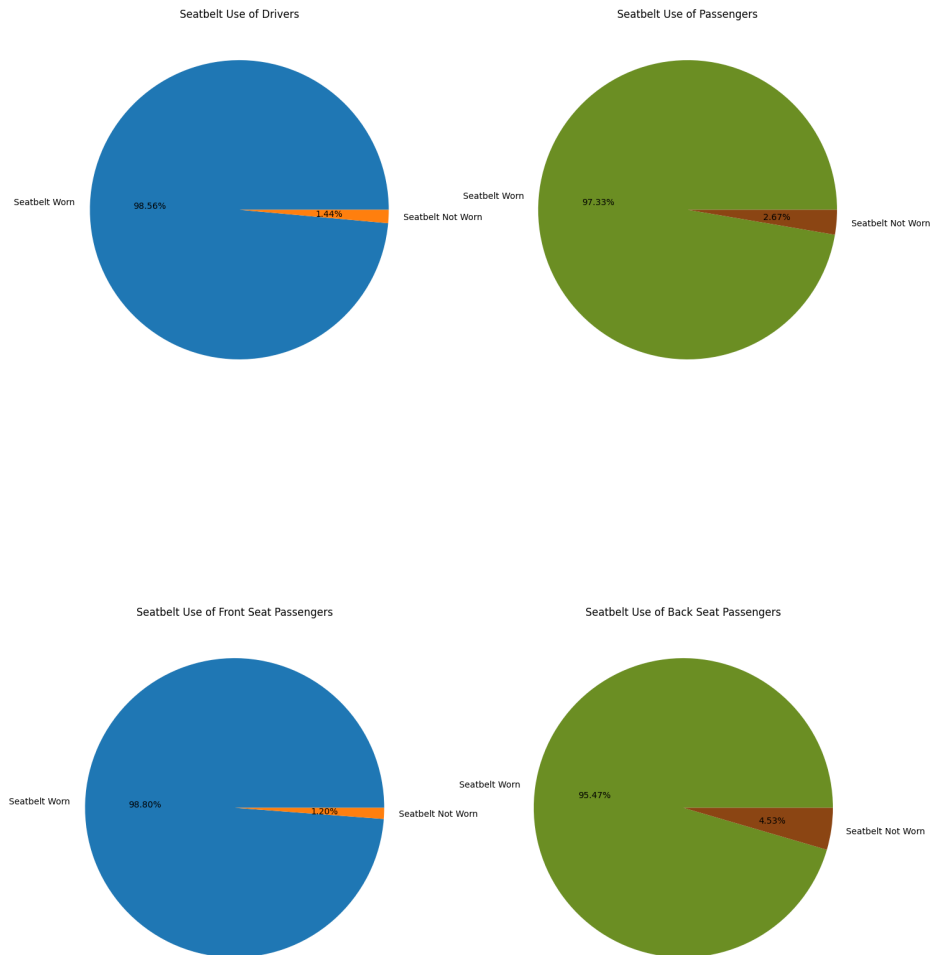 Seatbelt Use of Drivers
Seatbelt Worn
98.56%
1.44%
Seatbelt Not Worn
Seatbelt Use of Passengers
Seatbelt Worn
97.33%
2.67%
Seatbelt Not Worn
Seatbelt Use of Front Seat Passengers
Seatbelt Worn
98.80%
1.20%
Seatbelt Not Worn
Seatbelt Use of Back Seat Passengers
Seatbelt Worn
95.47%
4.53%
Seatbelt Not Worn